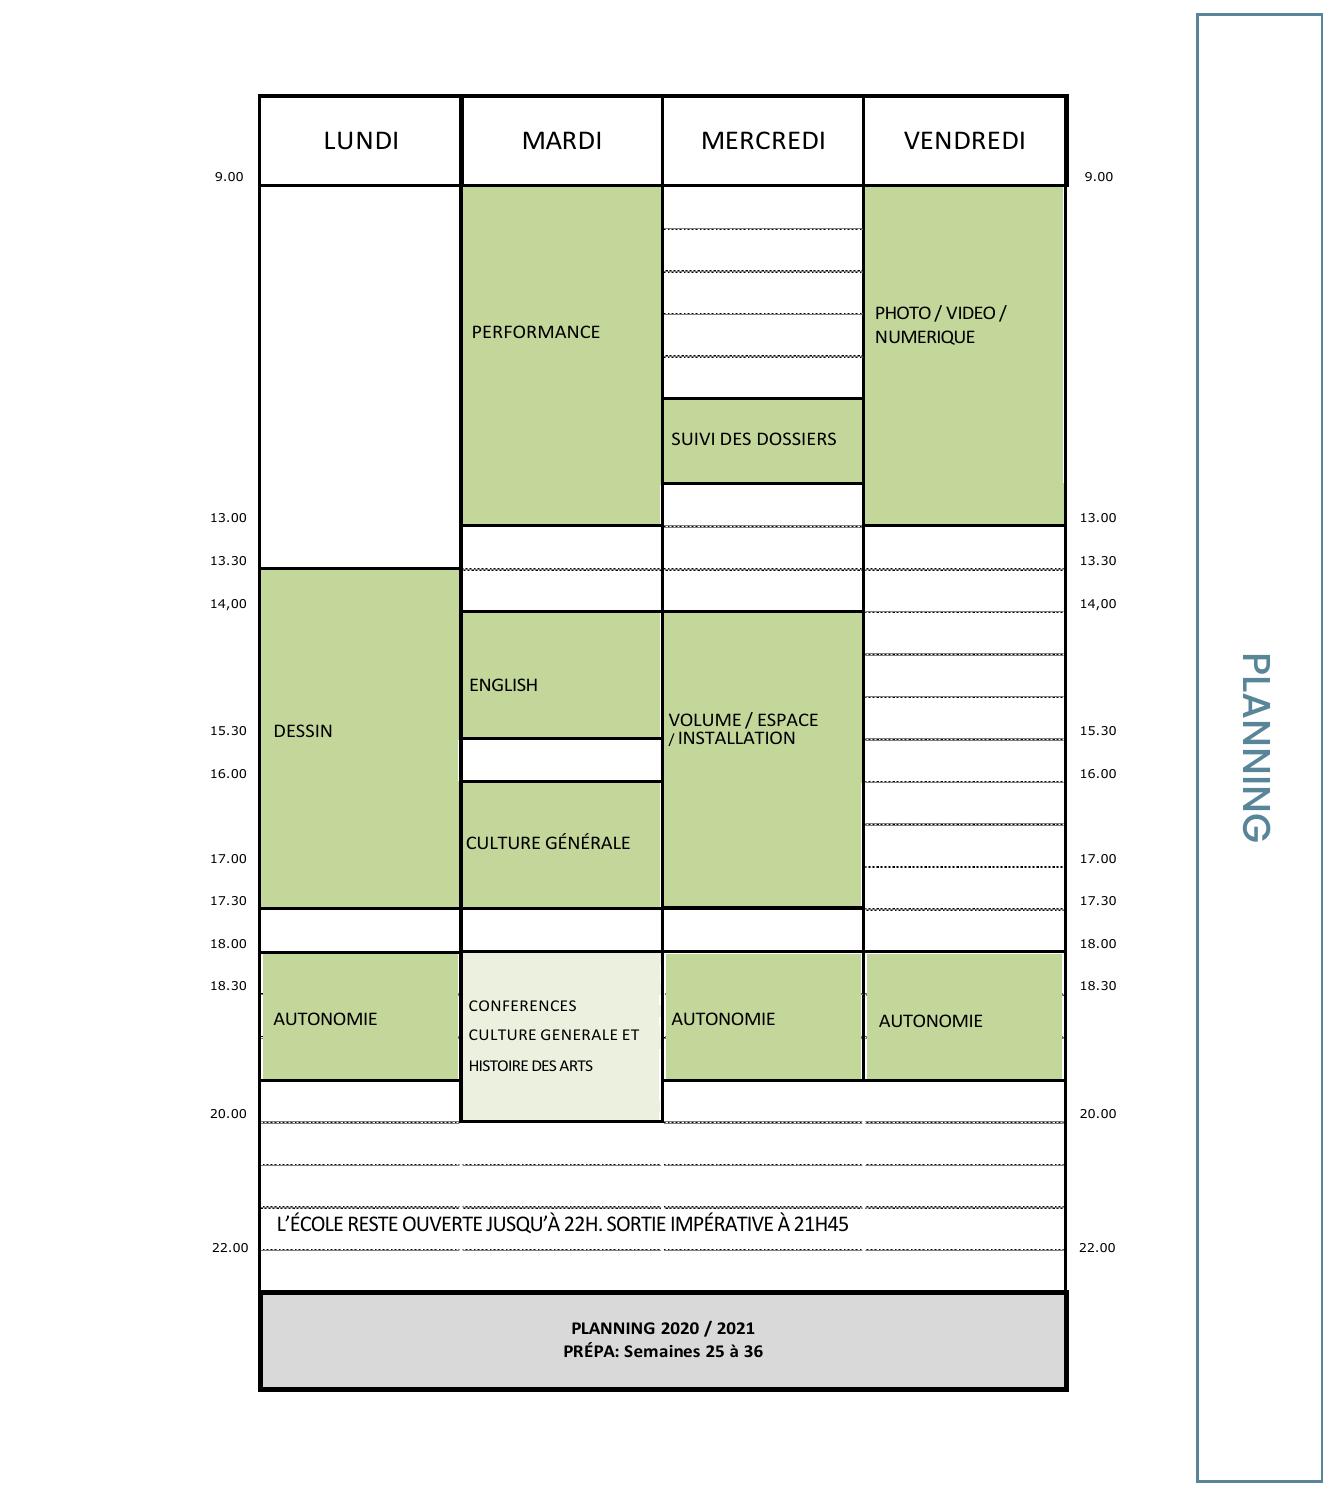 LUNDI MARDI MERCREDI VENDREDI
9.00 9.00
PHOTO / VIDEO /
PERFORMANCE
NUMERIQUE
SUIVI DES DOSSIERS
13.00 13.00
13.30 13.30
14,00 14,00
ENGLISH
VOLUME / ESPACE
15.30 DESSIN / INSTALLATION 15.30
16.00 16.00
CULTURE GÉNÉRALE
17.00 17.00
17.30 17.30
18.00 18.00
18.30 18.30
CONFERENCES
AUTONOMIE AUTONOMIE AUTONOMIE
CULTURE GENERALE ET
HISTOIRE DES ARTS
20.00 20.00
L’ÉCOLE RESTE OUVERTE JUSQU’À 22H. SORTIE IMPÉRATIVE À 21H45
22.00 22.00
PLANNING 2020 / 2021
PRÉPA: Semaines 25 à 36
PLANNING